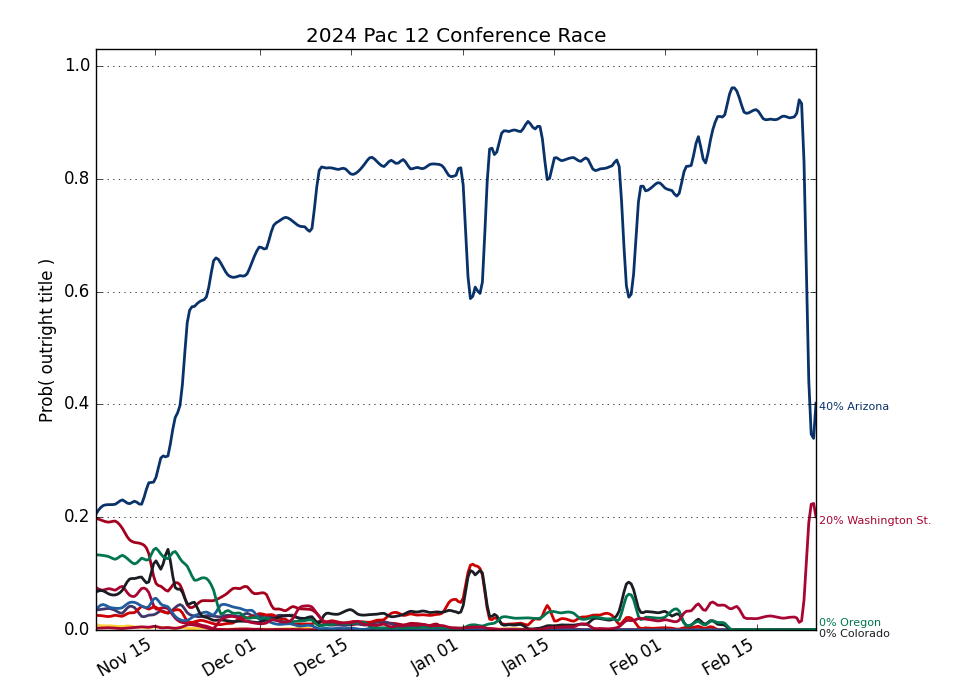 2024 Pac 12 Conference Race
Prob( outright title )
1.0
0.8
0.6
0.4
0.2
0.0
40% Arizona
20% Washington St.
0% Oregon
0% Colorado
Nov 15
Dec 01
Dec 15
Jan 01
Jan 15
Feb 01
Feb 15